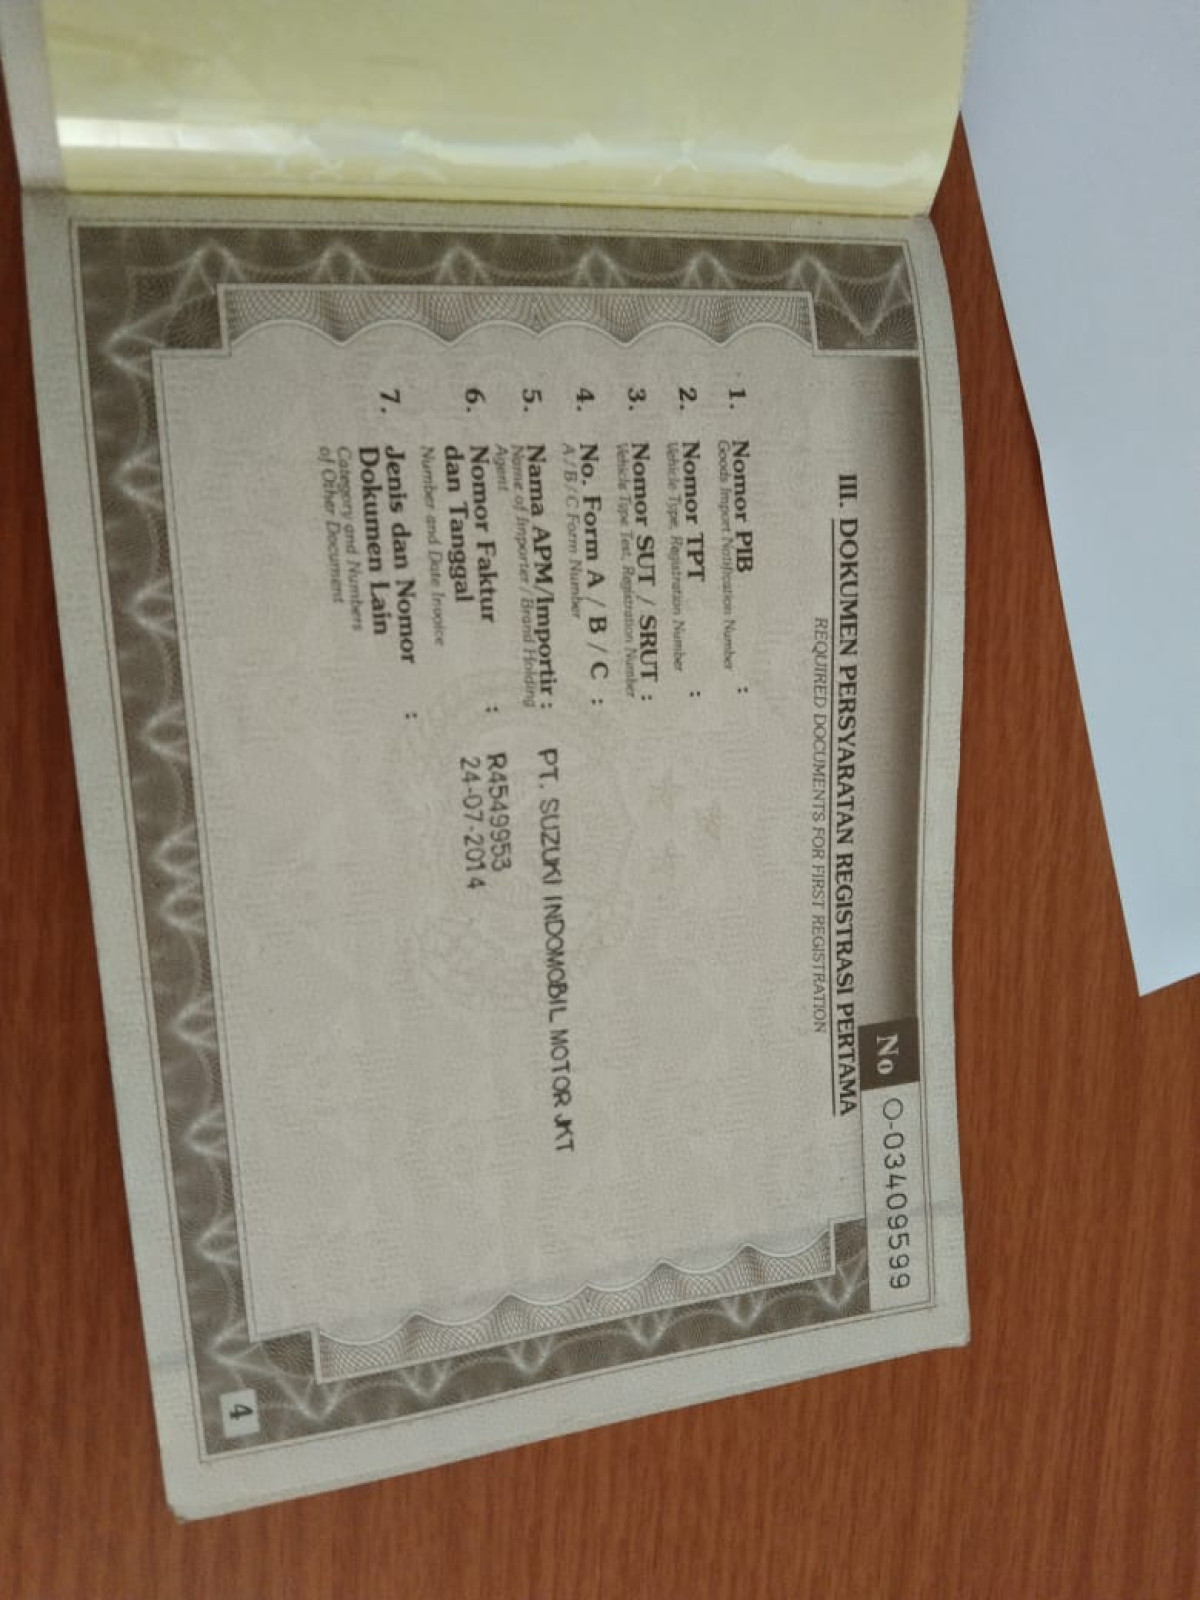 No O-03409599
III. DOKUMEN PERSYARATAN REGISTRASI PERTAMA
REQUIRED DOCUMENTS FOR FIRST REGISTRATION
1. Nomor PIB :
Goods Import Notification Number
2. Nomor TPT :
Vehicle Type, Registration Number
3. Nomor SUT / SRUT :
Vehicle Type Test, Registration Number
4. No. Form A / B / C :
A / B / C Form Number
5. Nama APM/Importir : PT. SUZUKI INDOMOBIL MOTOR JKT
Name of Importer / Brand Holding
Agent
6. Nomor Faktur : R4549953
dan Tanggal 24-07-2014
Number and Date Invoice
7. Jenis dan Nomor :
Dokumen Lain
Category and Numbers
of Other Document
4